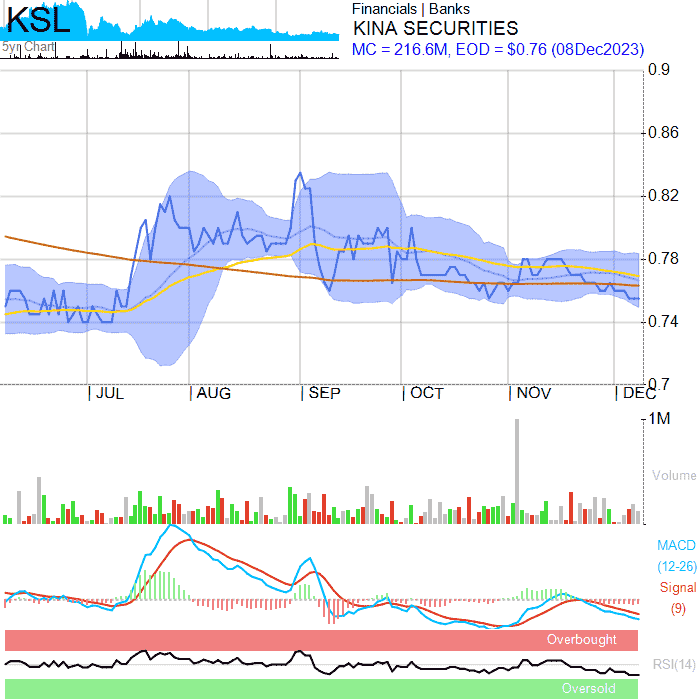 KSL
5yr Chart
Financials | Banks
KINA SECURITIES
MC = 216.6M, EOD = $0.76 (08Dec2023)
0.9
0.86
0.82
0.78
0.74
0.7
JUL AUG SEP OCT NOV DEC
1M
Volume
MACD
(12-26)
Signal
(9)
Overbought
RSI(14)
Oversold